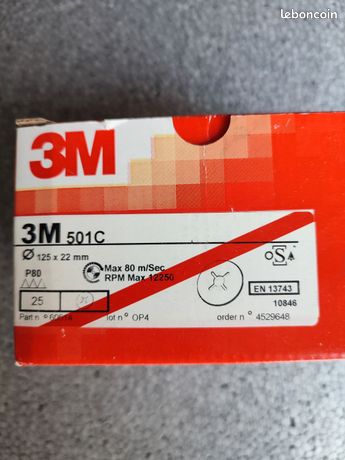 leboncoin
3M
3M 501C
Ø 125 x 22 mm
P80
Max 80 m/Sec
RPM Max 12250
S
25
EN 13743
10846
Part n° lot n° OP4 order n° 4529648